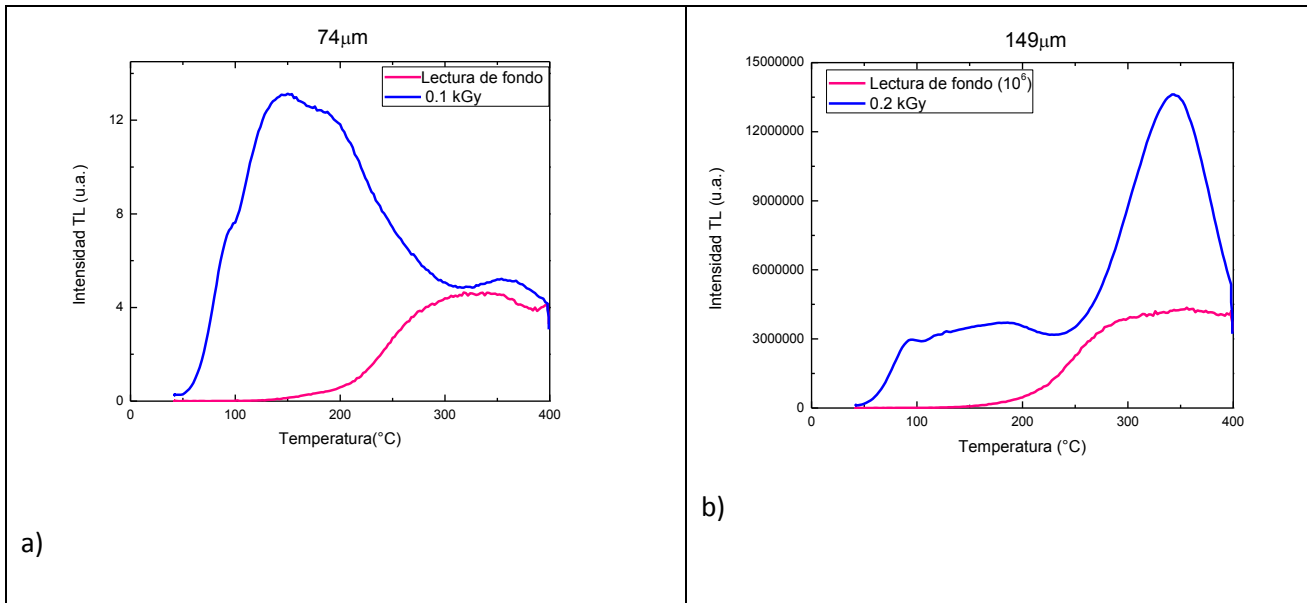 74μm
Lectura de fondo
0.1 kGy
12
8
4
0
0
100
200
300
400
Intensidad TL (u.a.)
Temperatura(°C)
a)
149μm
Lectura de fondo (10⁶)
0.2 kGy
15000000
12000000
9000000
6000000
3000000
0
0
100
200
300
400
Intensidad TL (u.a.)
Temperatura (°C)
b)